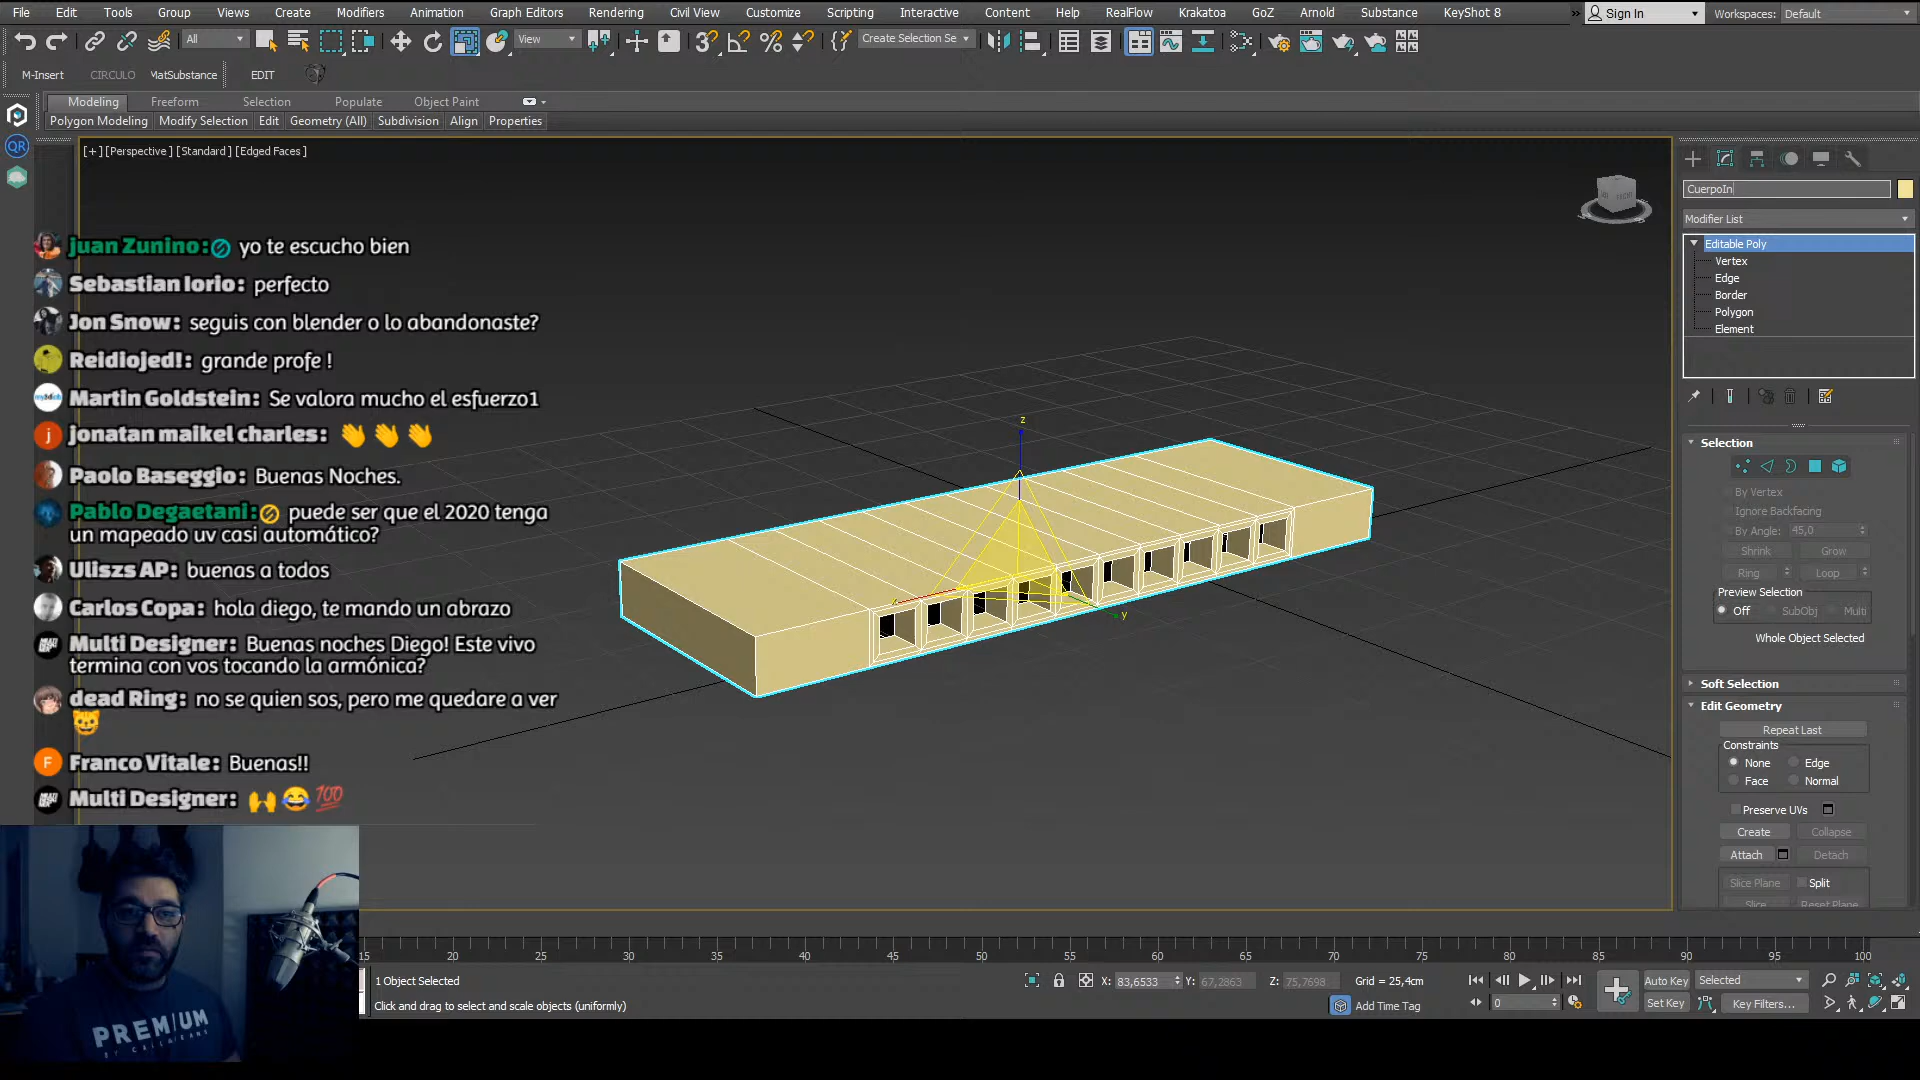 File Edit Tools Group Views Create Modifiers Animation Graph Editors Rendering Civil View Customize Scripting Interactive Content Help RealFlow Krakatoa GoZ Arnold Substance KeyShot 8 » Sign In Workspaces: Default
All View Create Selection Se
M-Insert CIRCULO MatSubstance EDIT
Modeling Freeform Selection Populate Object Paint
Polygon Modeling Modify Selection Edit Geometry (All) Subdivision Align Properties
QR
[+] [Perspective ] [Standard ] [Edged Faces ]
juan Zunino: yo te escucho bien
Sebastian Iorio: perfecto
Jon Snow: seguis con blender o lo abandonaste?
Reidiojed!: grande profe !
Martin Goldstein: Se valora mucho el esfuerzo1
j jonatan maikel charles: 👋 👋 👋
Paolo Baseggio: Buenas Noches.
Pablo Degaetani: puede ser que el 2020 tenga
un mapeado uv casi automático?
Uliszs AP: buenas a todos
Carlos Copa: hola diego, te mando un abrazo
Multi Designer: Buenas noches Diego! Este vivo
termina con vos tocando la armónica?
dead Ring: no se quien sos, pero me quedare a ver
😺
F Franco Vitale: Buenas!!
Multi Designer: 🙌 😂 💯
z
x
y
CuerpoIn
Modifier List
Editable Poly
Vertex
Edge
Border
Polygon
Element
Selection
By Vertex
Ignore Backfacing
By Angle: 45,0
Shrink Grow
Ring Loop
Preview Selection
Off SubObj Multi
Whole Object Selected
Soft Selection
Edit Geometry
Repeat Last
Constraints
None Edge
Face Normal
Preserve UVs
Create Collapse
Attach Detach
Slice Plane Split
Slice Reset Plane
PREMIUM
15 20 25 30 35 40 45 50 55 60 65 70 75 80 85 90 95 100
1 Object Selected X: 83,6533 Y: 67,2863 Z: 75,7698 Grid = 25,4cm Auto Key Selected
Click and drag to select and scale objects (uniformly) Add Time Tag 0 Set Key Key Filters...